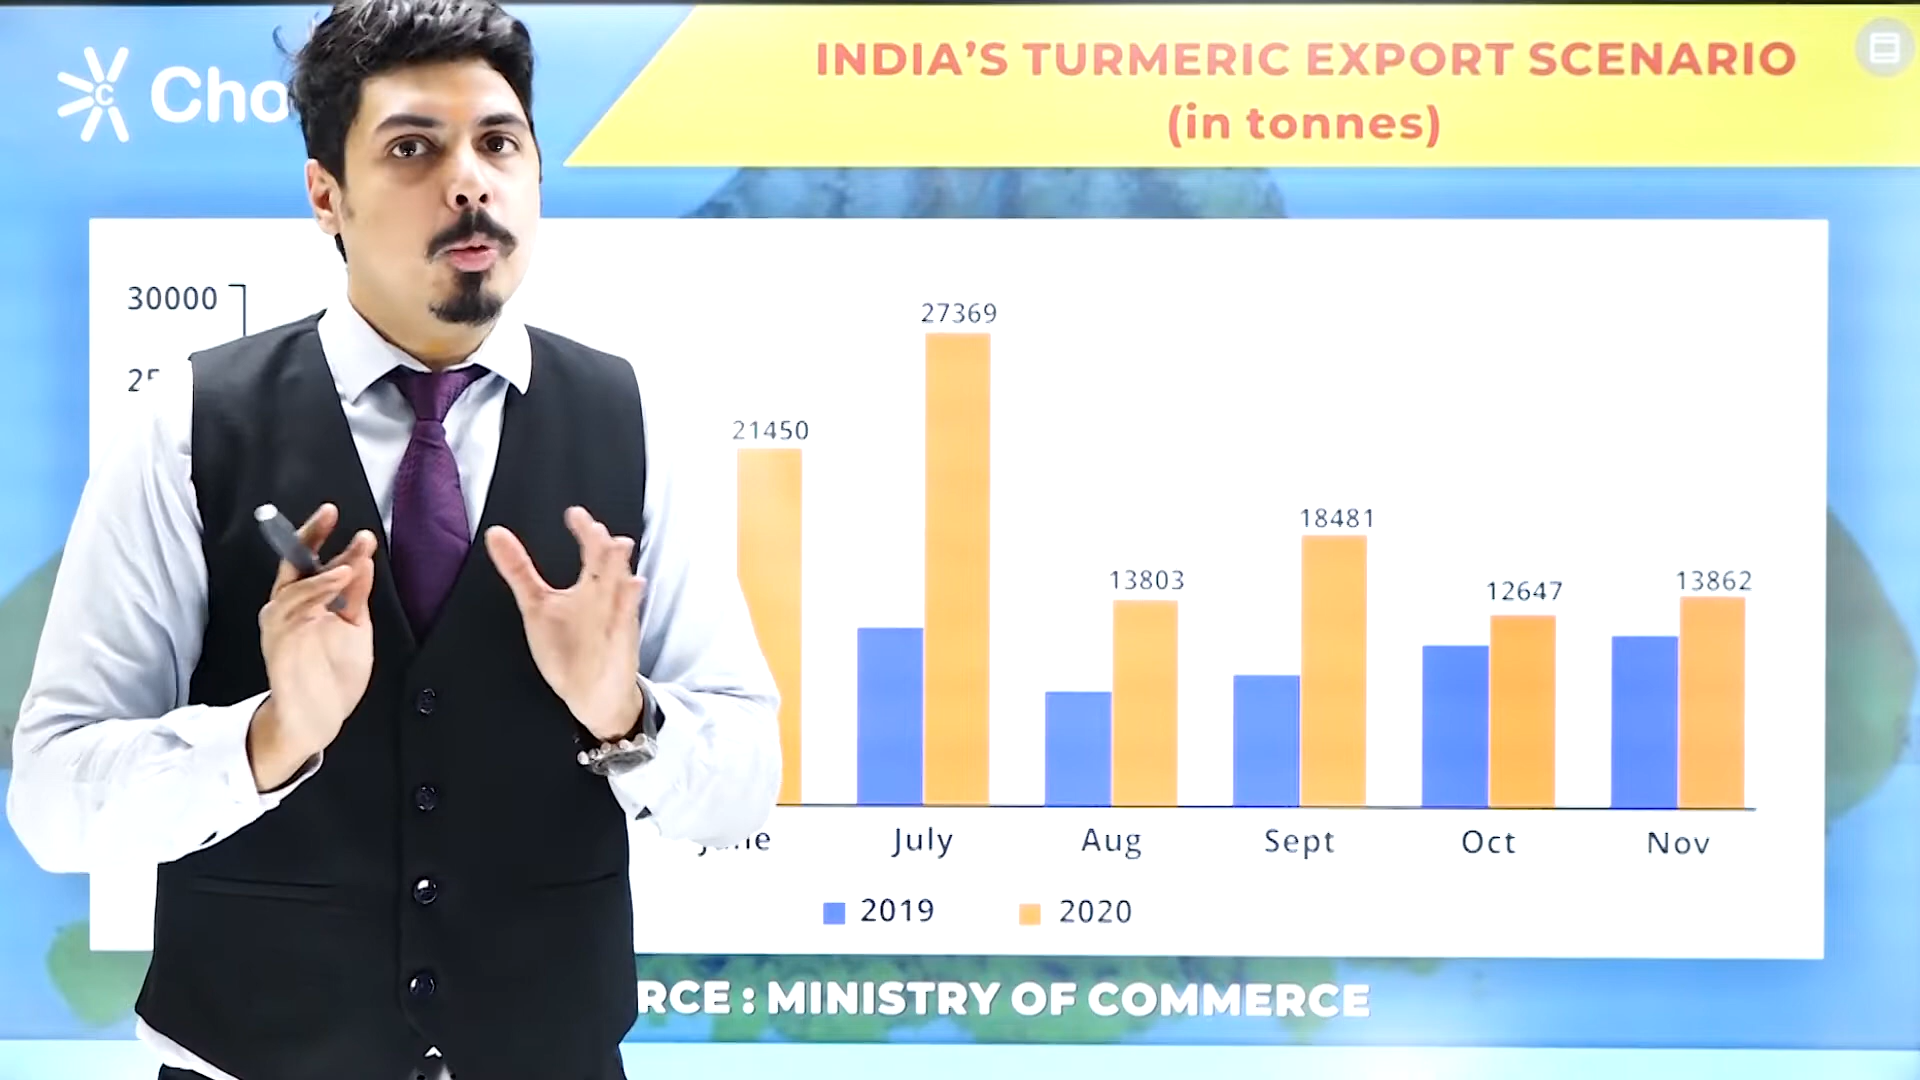 INDIA'S TURMERIC EXPORT SCENARIO
(in tonnes)
30000
27369
21450
18481
13803
12647
13862
July
Aug
Sept
Oct
Nov
2019
2020
: MINISTRY OF COMMERCE